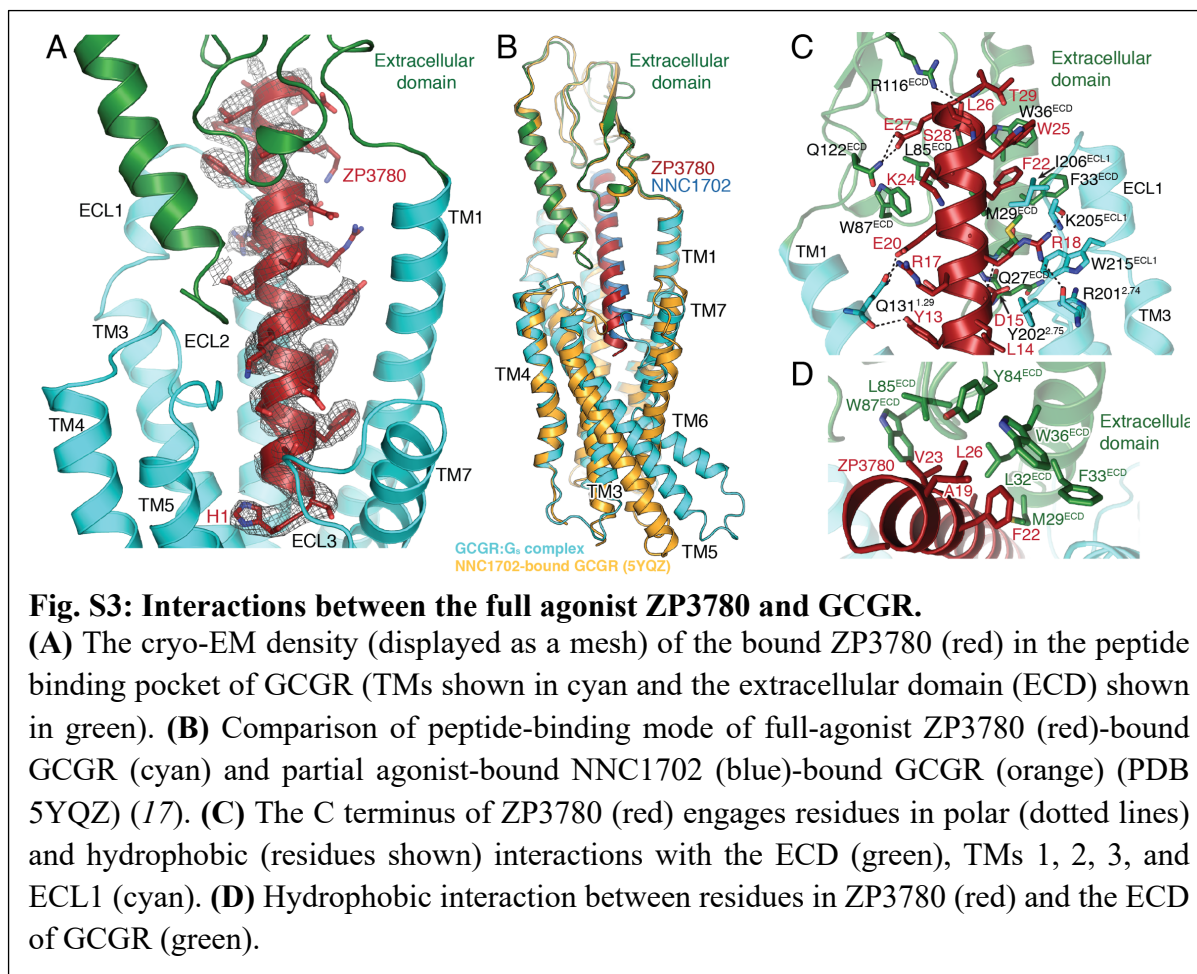 A
Extracellular
domain
ZP3780
ECL1
TM1
TM3
ECL2
TM4
TM5
TM7
H1
ECL3
B
Extracellular
domain
ZP3780
NNC1702
TM1
TM7
TM4
TM6
TM3
TM5
GCGR:Gs complex
NNC1702-bound GCGR (5YQZ)
C
Extracellular
domain
R116ECD
T29
L26
W36ECD
E27
S28
W25
Q122ECD
L85ECD
F22
I206ECL1
K24
F33ECD
ECL1
M29ECD
K205ECL1
W87ECD
E20
R18
TM1
R17
W215ECL1
Q27ECD
R2012.74
Q1311.29
Y13
D15
TM3
Y2022.75
L14
D
Y84ECD
L85ECD
W87ECD
Extracellular
domain
W36ECD
V23
L26
ZP3780
F33ECD
L32ECD
A19
M29ECD
F22
Fig. S3: Interactions between the full agonist ZP3780 and GCGR.
(A) The cryo-EM density (displayed as a mesh) of the bound ZP3780 (red) in the peptide
binding pocket of GCGR (TMs shown in cyan and the extracellular domain (ECD) shown
in green). (B) Comparison of peptide-binding mode of full-agonist ZP3780 (red)-bound
GCGR (cyan) and partial agonist-bound NNC1702 (blue)-bound GCGR (orange) (PDB
5YQZ) (17). (C) The C terminus of ZP3780 (red) engages residues in polar (dotted lines)
and hydrophobic (residues shown) interactions with the ECD (green), TMs 1, 2, 3, and
ECL1 (cyan). (D) Hydrophobic interaction between residues in ZP3780 (red) and the ECD
of GCGR (green).